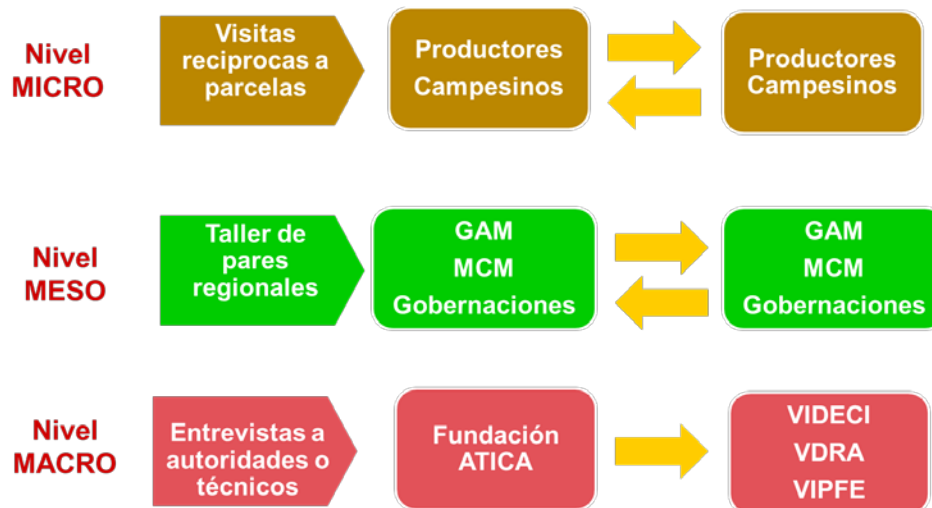 Nivel
MICRO
Visitas
reciprocas a
parcelas
Productores
Campesinos
Productores
Campesinos
Nivel
MESO
Taller de
pares
regionales
GAM
MCM
Gobernaciones
GAM
MCM
Gobernaciones
Nivel
MACRO
Entrevistas a
autoridades o
técnicos
Fundación
ATICA
VIDECI
VDRA
VIPFE